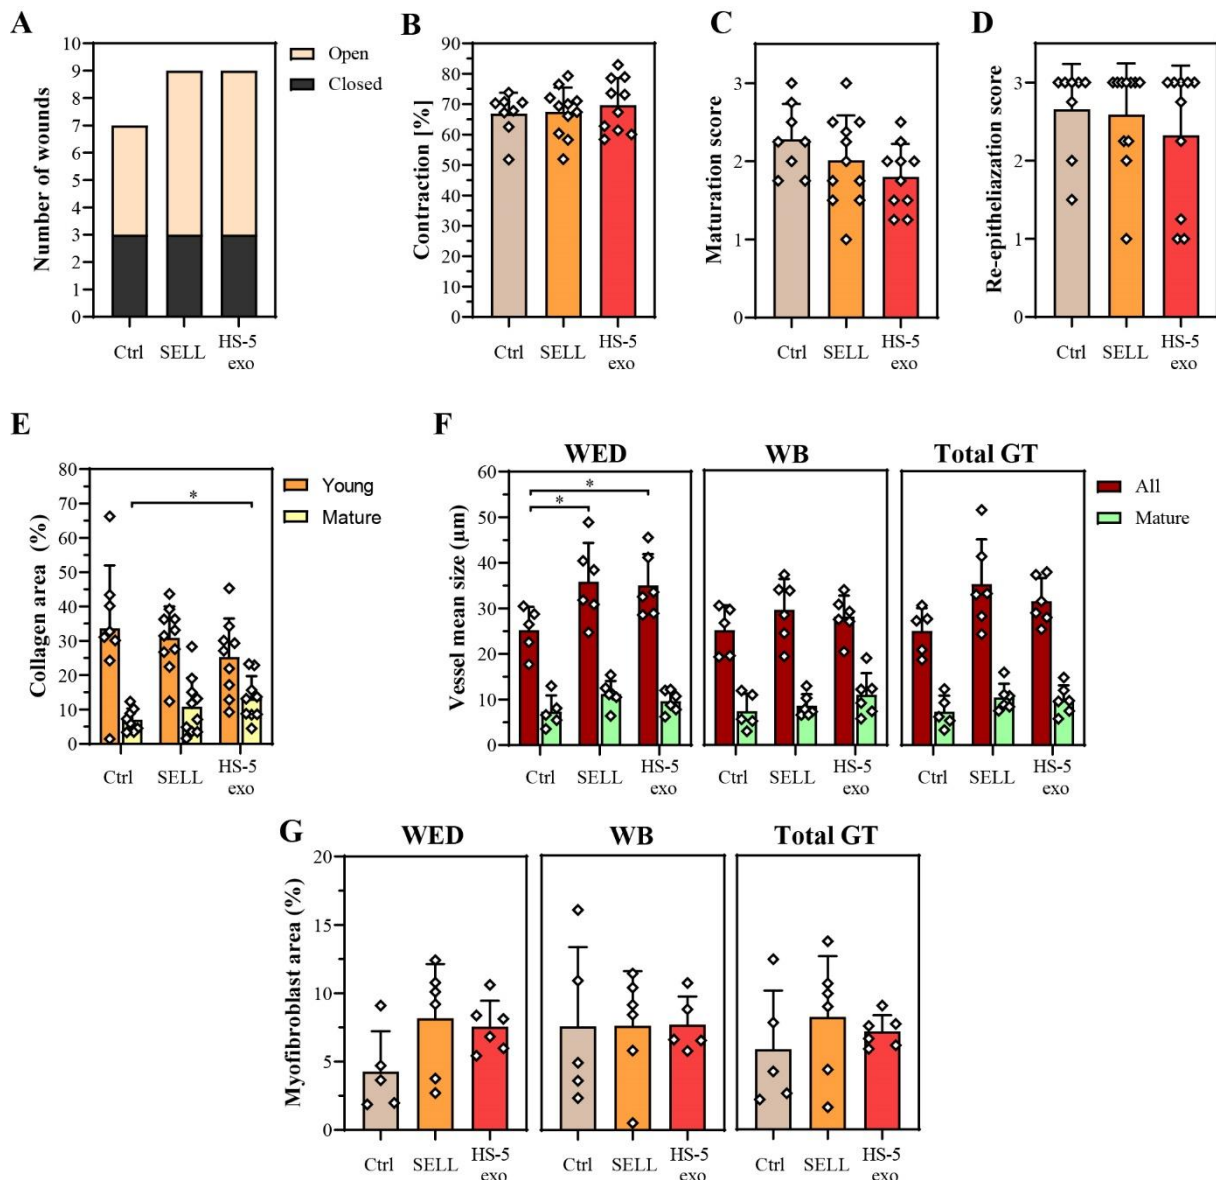 A
Number of wounds
10
9
8
7
6
5
4
3
2
1
0
Ctrl
SELL
HS-5
exo
Open
Closed
B
Contraction [%]
90
80
70
60
50
40
30
20
10
0
Ctrl
SELL
HS-5
exo
C
Maturation score
3
2
1
0
Ctrl
SELL
HS-5
exo
D
Re-epitheliazation score
3
2
1
0
Ctrl
SELL
HS-5
exo
E
Collagen area (%)
80
70
60
50
40
30
20
10
0
*
Ctrl
SELL
HS-5
exo
Young
Mature
F
WED
WB
Total GT
Vessel mean size (µm)
60
50
40
30
20
10
0
*
*
Ctrl
SELL
HS-5
exo
Ctrl
SELL
HS-5
exo
Ctrl
SELL
HS-5
exo
All
Mature
G
WED
WB
Total GT
Myofibroblast area (%)
20
15
10
5
0
Ctrl
SELL
HS-5
exo
Ctrl
SELL
HS-5
exo
Ctrl
SELL
HS-5
exo